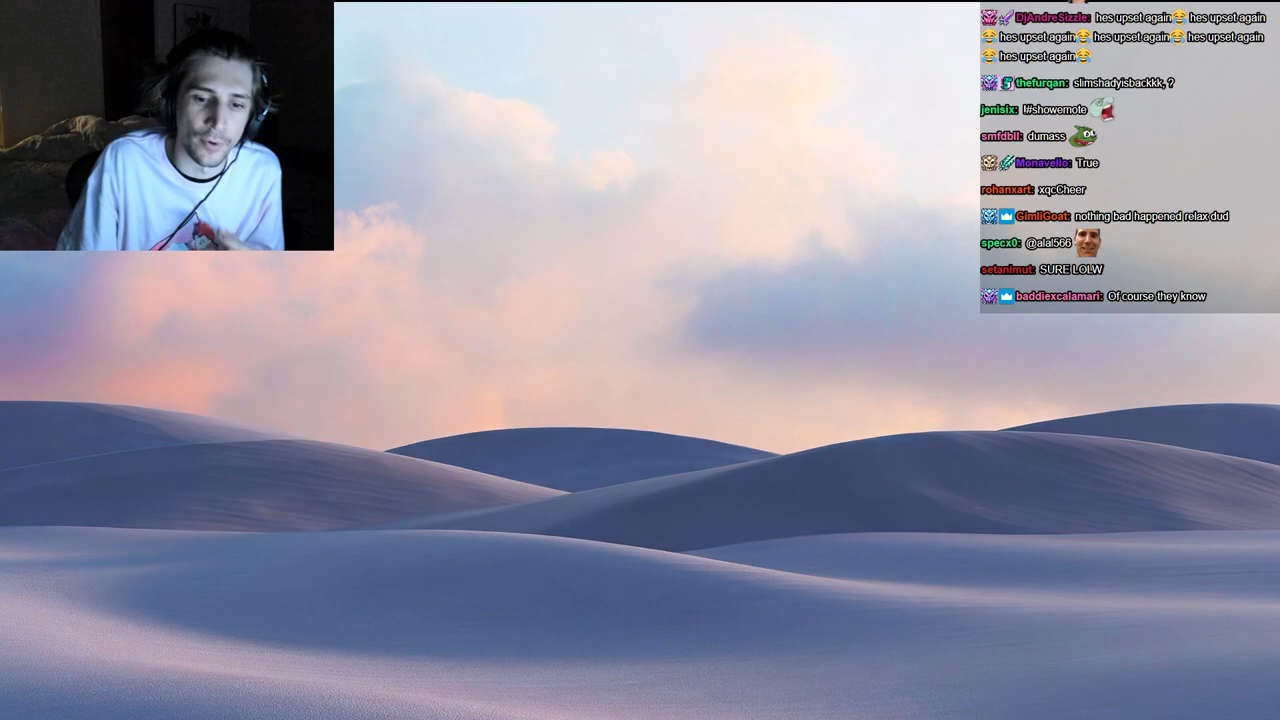 DjAndreSizzle: hes upset again😂 hes upset again
😂 hes upset again😂 hes upset again😂 hes upset again
😂 hes upset again😂
thefurqan: slimshadyisbackkk, ?
jenisix: !#showemote
smfdbll: dumass
Monavello: True
rohanxart: xqcCheer
GimliGoat: nothing bad happened relax dud
specx0: @alal566
setanimut: SURE LOLW
baddiexcalamari: Of course they know